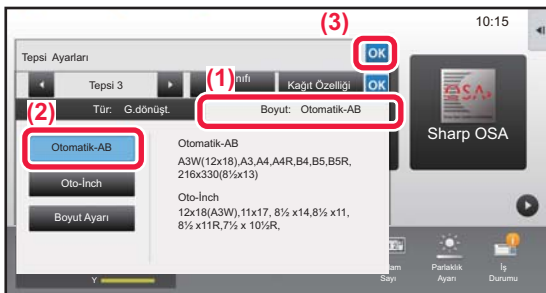 (3)
10:15
Tepsi Ayarları
OK
(1)
Tepsi 3
Kağıt Özelliği
OK
(2)
Tür: G.dönüşt.
Boyut: Otomatik-AB
Otomatik-AB
Oto-İnch
Boyut Ayarı
Otomatik-AB
A3W(12x18),A3,A4,A4R,B4,B5,B5R,
216x330(8½x13)
Oto-İnch
12x18(A3W),11x17, 8½ x14,8½ x11,
8½ x11R,7½ x 10½R,
OSA
Sharp OSA
Y
Sayı
Parlaklık
Ayarı
İş
Durumu